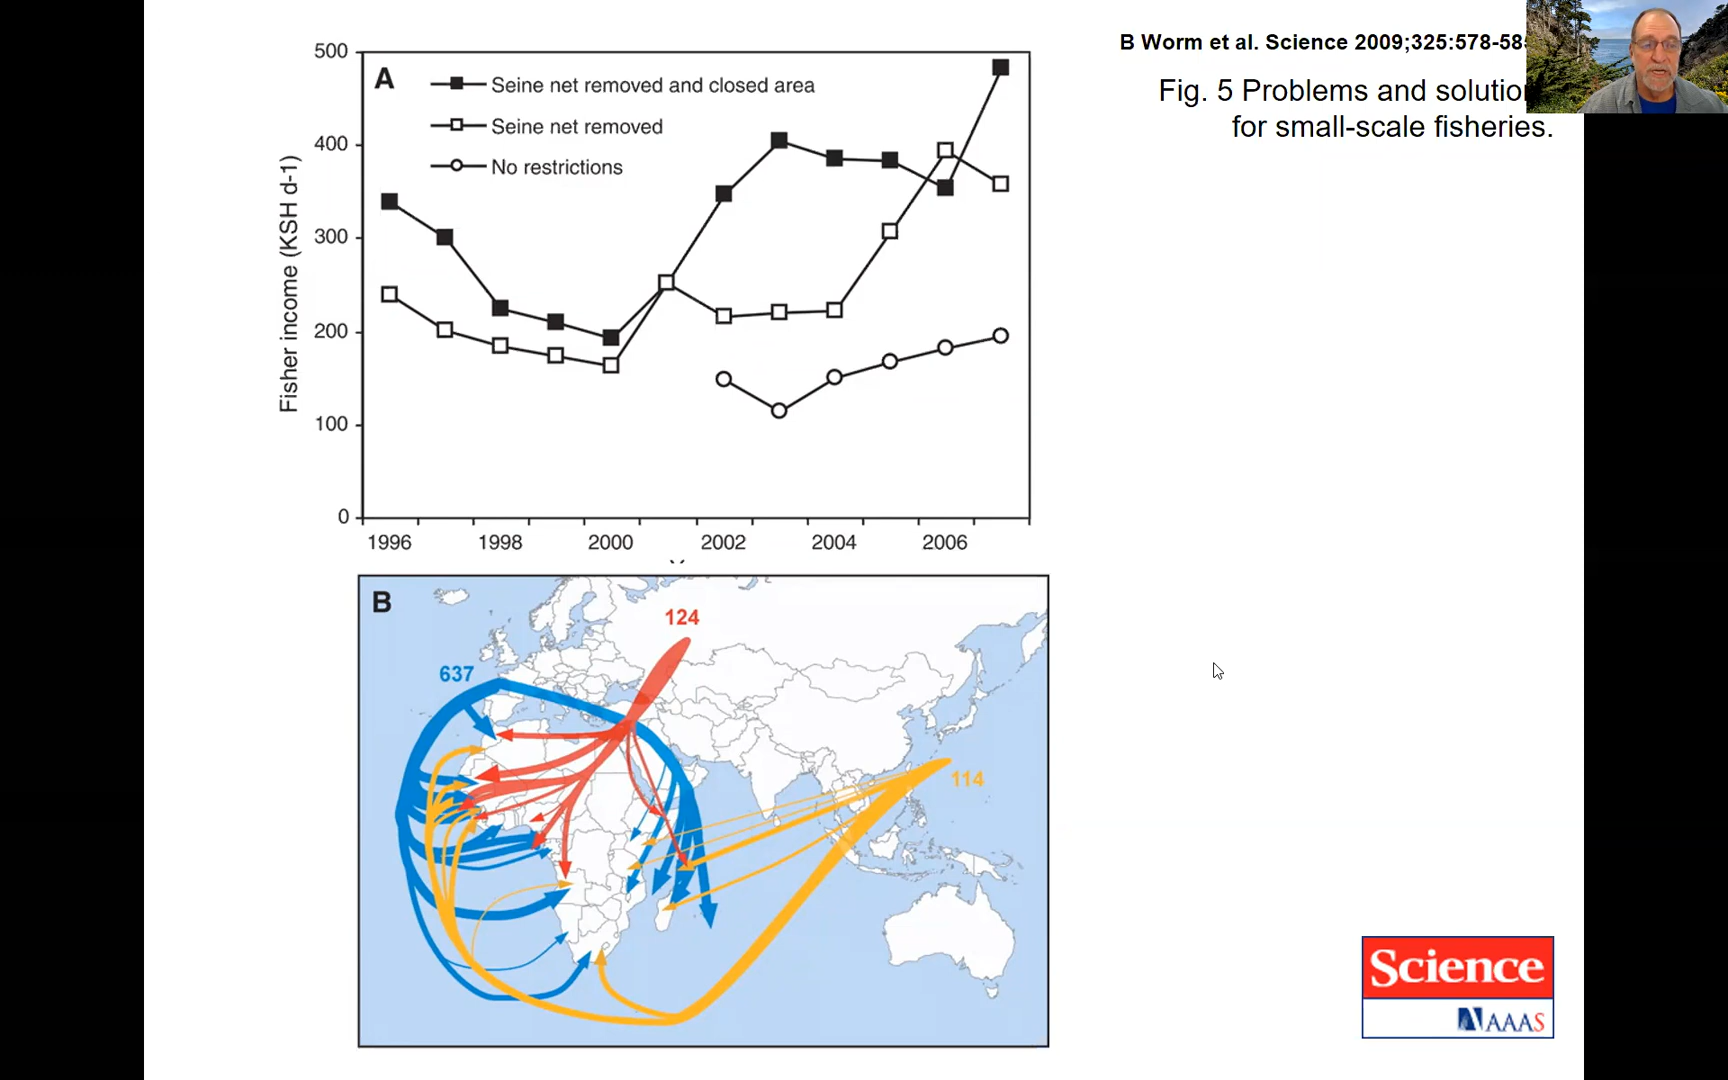 B Worm et al. Science 2009;325:578-58
Fig. 5 Problems and solution
for small-scale fisheries.
A
Seine net removed and closed area
Seine net removed
No restrictions
Fisher income (KSH d-1)
500
400
300
200
100
0
1996 1998 2000 2002 2004 2006
B
124
637
114
Science
AAAS